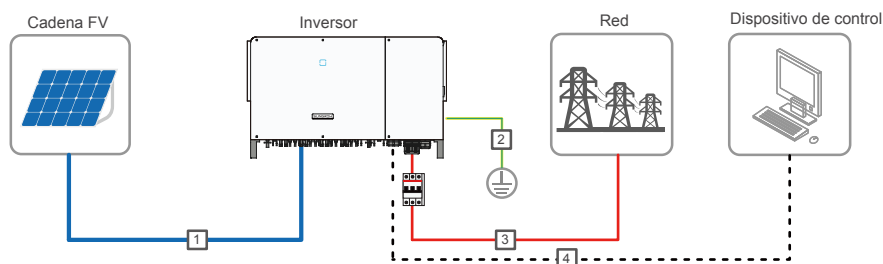 Cadena FV
Inversor
Red
Dispositivo de control
2
1
3
4